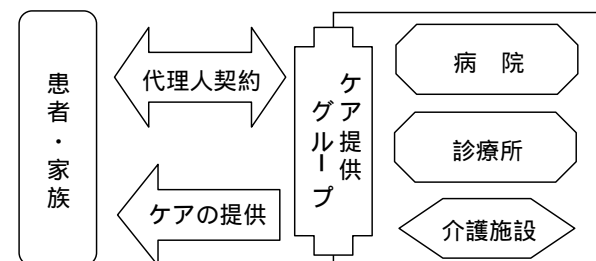 患者・家族
代理人契約
ケアの提供
ケア提供
グループ
病 院
診療所
介護施設